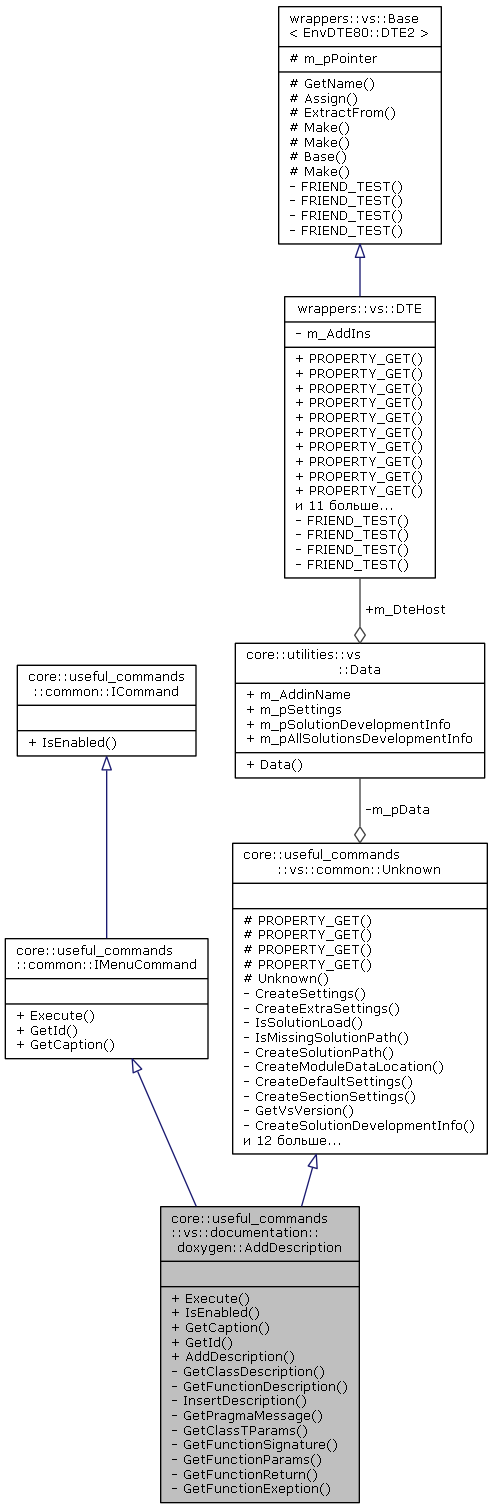 wrappers::vs::Base
< EnvDTE80::DTE2 >
# m_pPointer
# GetName()
# Assign()
# ExtractFrom()
# Make()
# Make()
# Base()
# Make()
- FRIEND_TEST()
- FRIEND_TEST()
- FRIEND_TEST()
- FRIEND_TEST()
wrappers::vs::DTE
- m_AddIns
+ PROPERTY_GET()
+ PROPERTY_GET()
+ PROPERTY_GET()
+ PROPERTY_GET()
+ PROPERTY_GET()
+ PROPERTY_GET()
+ PROPERTY_GET()
+ PROPERTY_GET()
+ PROPERTY_GET()
+ PROPERTY_GET()
и 11 больше...
- FRIEND_TEST()
- FRIEND_TEST()
- FRIEND_TEST()
- FRIEND_TEST()
+m_DteHost
core::utilities::vs
::Data
+ m_AddinName
+ m_pSettings
+ m_pSolutionDevelopmentInfo
+ m_pAllSolutionsDevelopmentInfo
+ Data()
core::useful_commands
::common::ICommand
+ IsEnabled()
-m_pData
core::useful_commands
::vs::common::Unknown
# PROPERTY_GET()
# PROPERTY_GET()
# PROPERTY_GET()
# PROPERTY_GET()
# Unknown()
- CreateSettings()
- CreateExtraSettings()
- IsSolutionLoad()
- IsMissingSolutionPath()
- CreateSolutionPath()
- CreateModuleDataLocation()
- CreateDefaultSettings()
- CreateSectionSettings()
- GetVsVersion()
- CreateSolutionDevelopmentInfo()
и 12 больше...
core::useful_commands
::common::IMenuCommand
+ Execute()
+ GetId()
+ GetCaption()
core::useful_commands
::vs::documentation::
doxygen::AddDescription
+ Execute()
+ IsEnabled()
+ GetCaption()
+ GetId()
+ AddDescription()
- GetClassDescription()
- GetFunctionDescription()
- InsertDescription()
- GetPragmaMessage()
- GetClassTParams()
- GetFunctionSignature()
- GetFunctionParams()
- GetFunctionReturn()
- GetFunctionExeption()